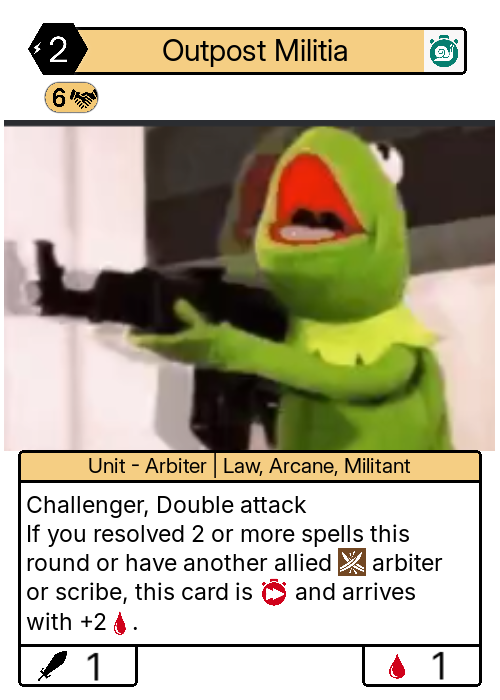 2 Outpost Militia
6
Unit - Arbiter | Law, Arcane, Militant
Challenger, Double attack
If you resolved 2 or more spells this
round or have another allied arbiter
or scribe, this card is and arrives
with +2 .
1 1